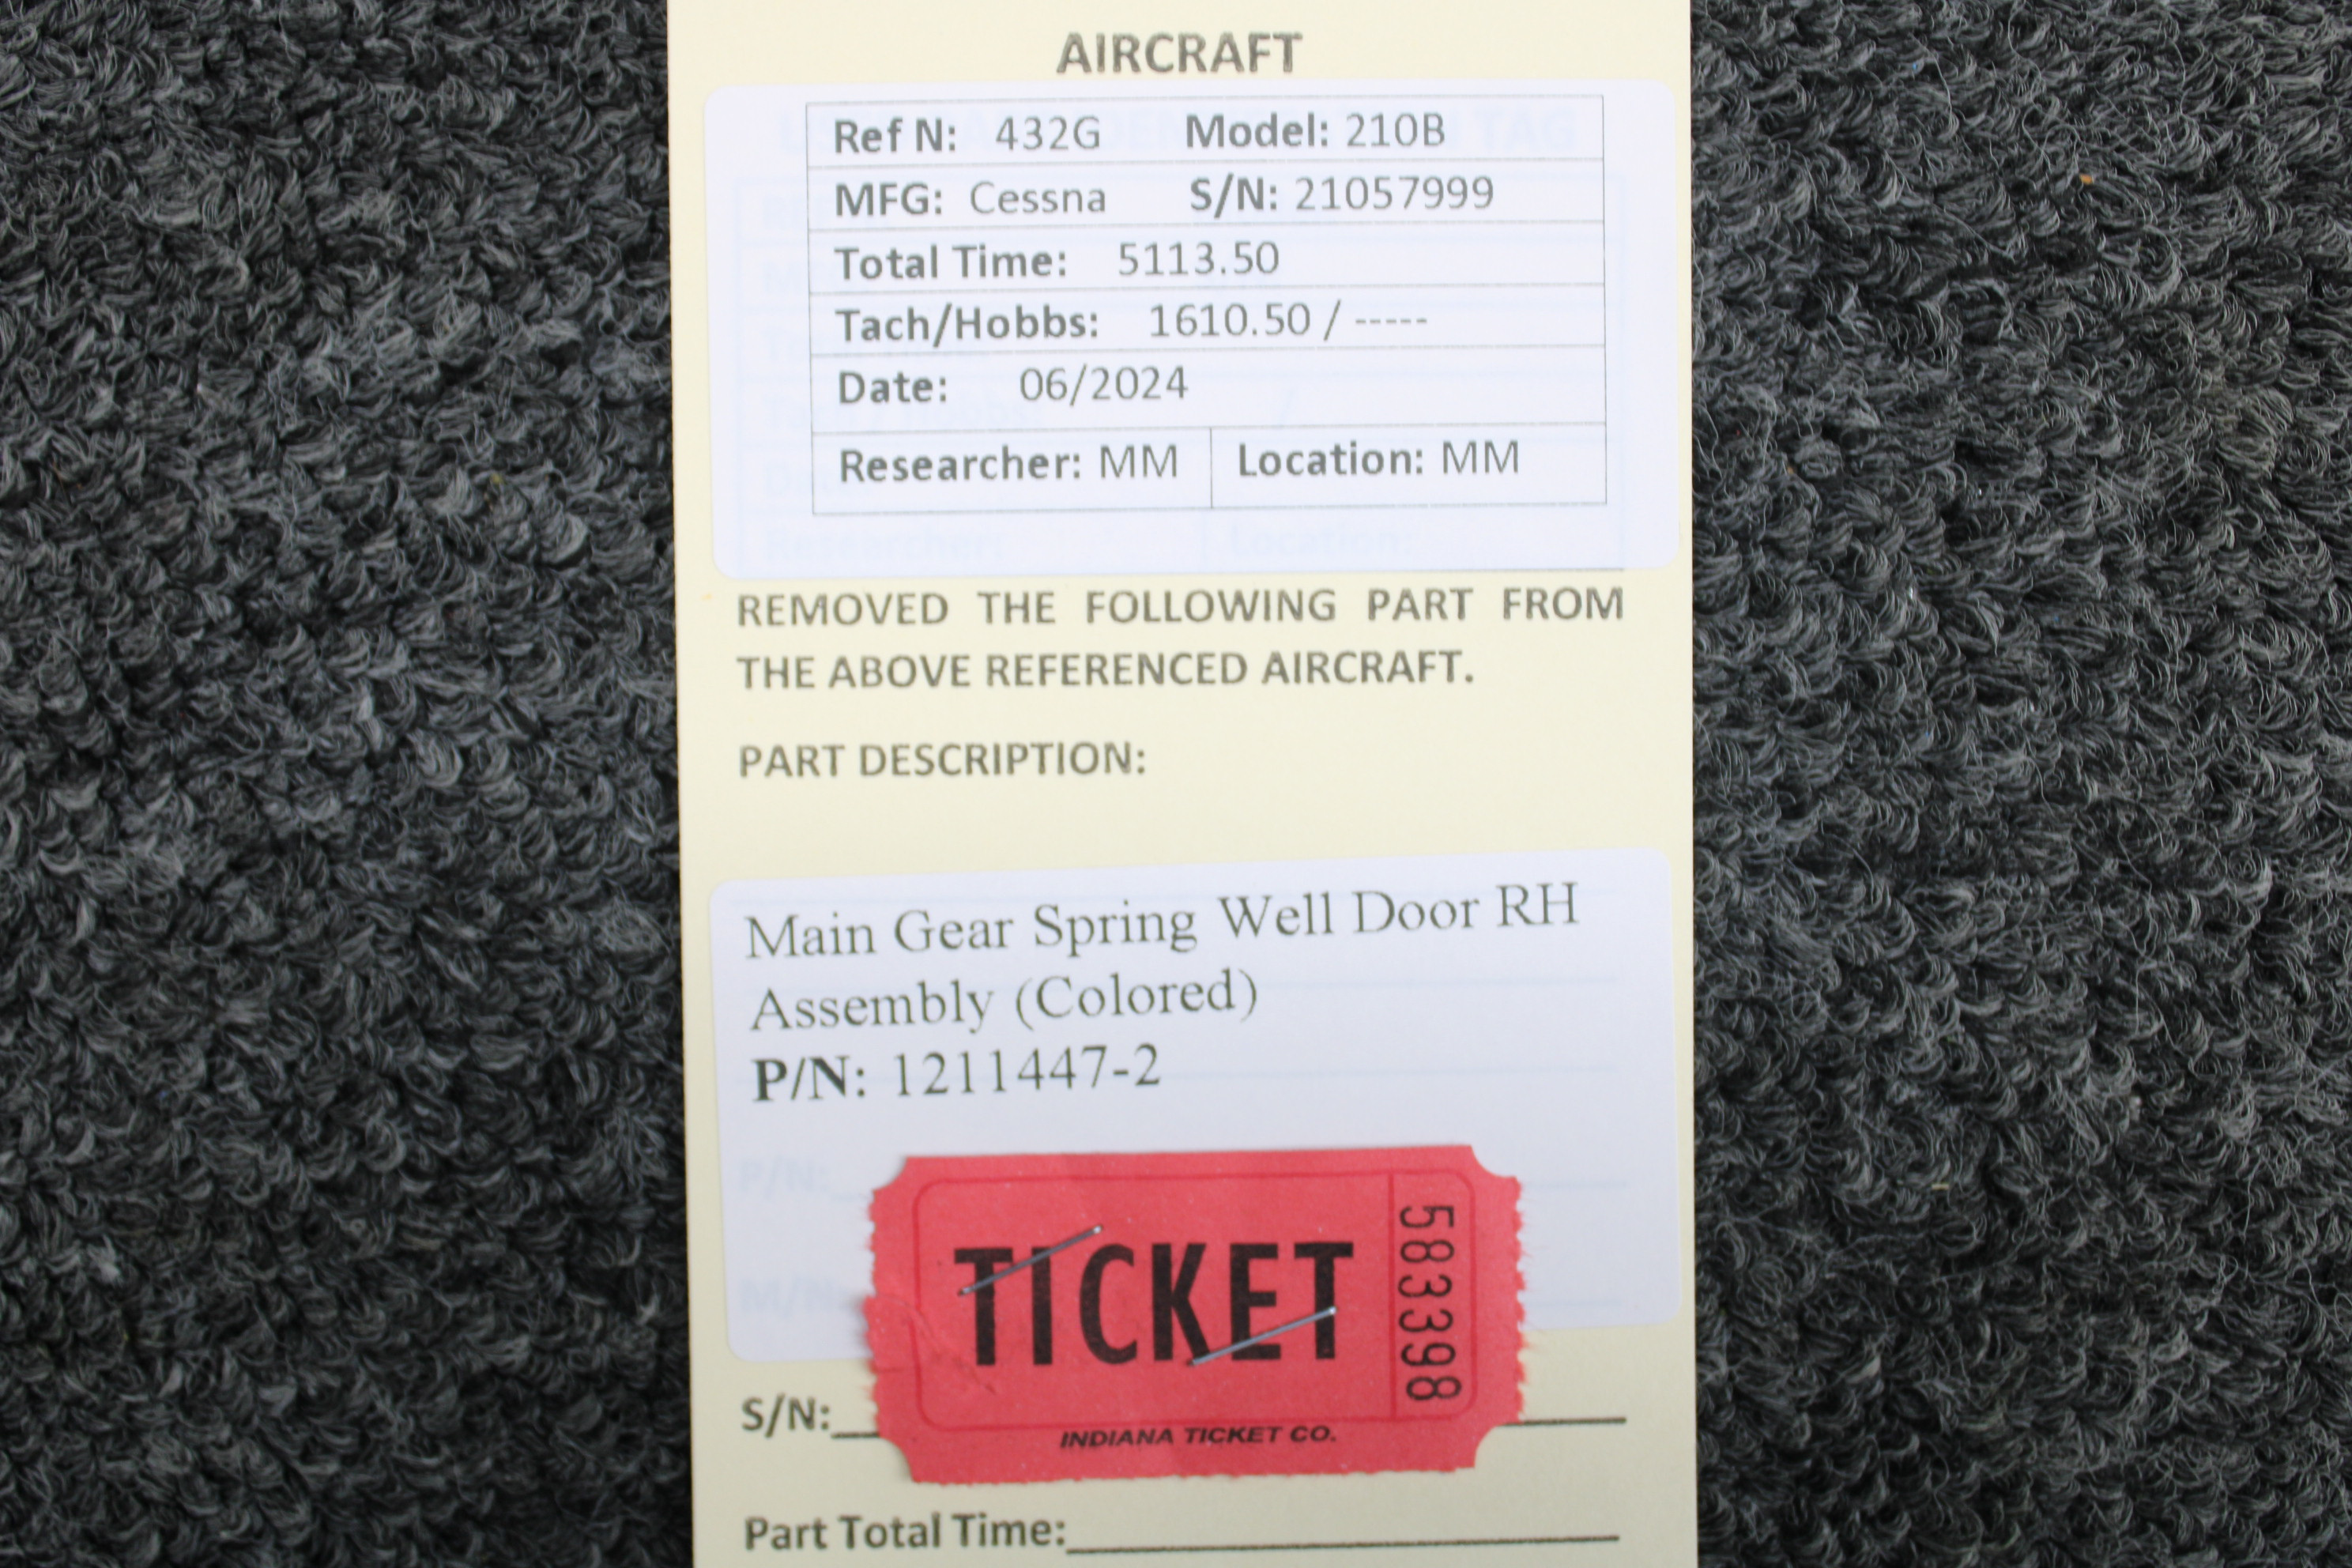 AIRCRAFT
Ref N: 432G Model: 210B
MFG: Cessna S/N: 21057999
Total Time: 5113.50
Tach/Hobbs: 1610.50 / -----
Date: 06/2024
Researcher: MM Location: MM
Researcher: Location:
REMOVED THE FOLLOWING PART FROM
THE ABOVE REFERENCED AIRCRAFT.
PART DESCRIPTION:
Main Gear Spring Well Door RH
Assembly (Colored)
P/N: 1211447-2
P/N:
M/N:
TICKET
583398
INDIANA TICKET CO.
S/N:
Part Total Time: